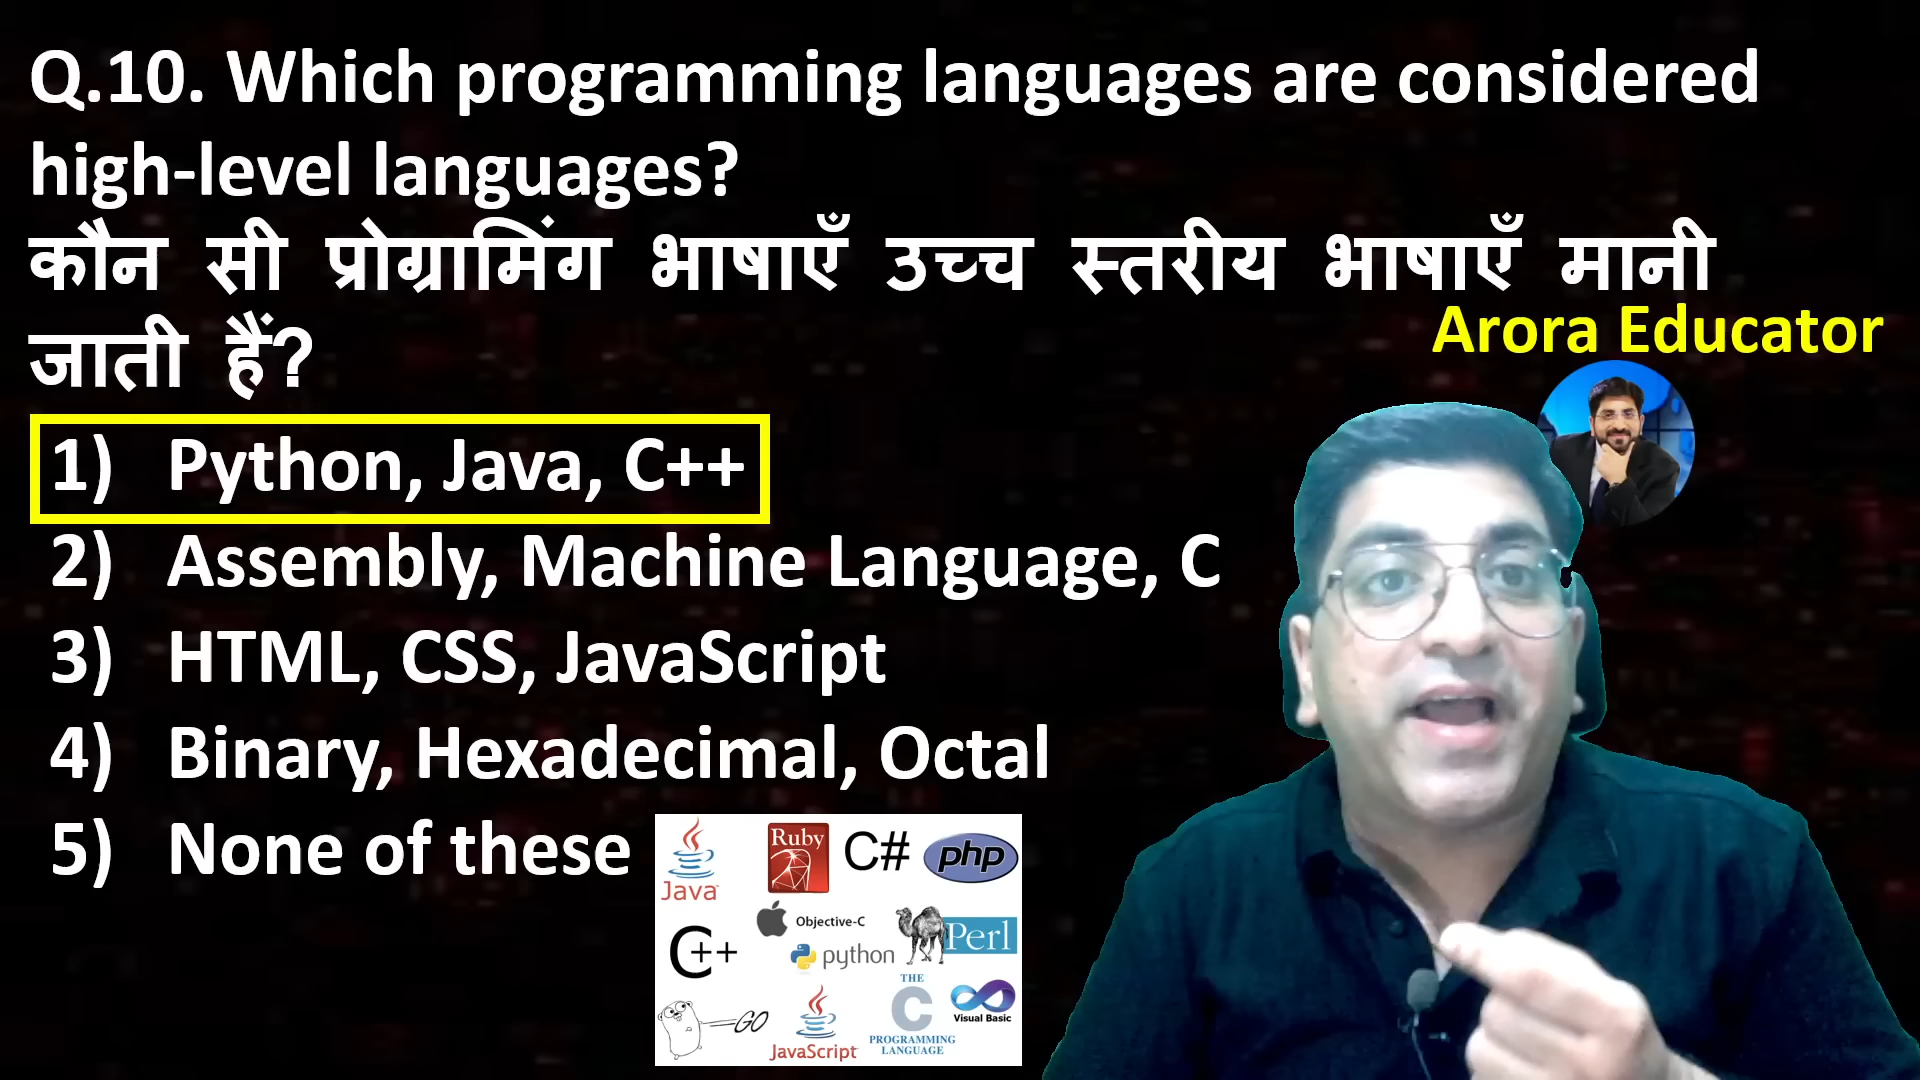 Q.10. Which programming languages are considered
high-level languages?
कौन सी प्रोग्रामिंग भाषाएँ उच्च स्तरीय भाषाएँ मानी
जाती हैं?
Arora Educator
1) Python, Java, C++
2) Assembly, Machine Language, C
3) HTML, CSS, JavaScript
4) Binary, Hexadecimal, Octal
5) None of these
Java
Ruby
C#
php
C++
Objective-C
python
Perl
GO
JavaScript
THE
C
PROGRAMMING
LANGUAGE
Visual Basic